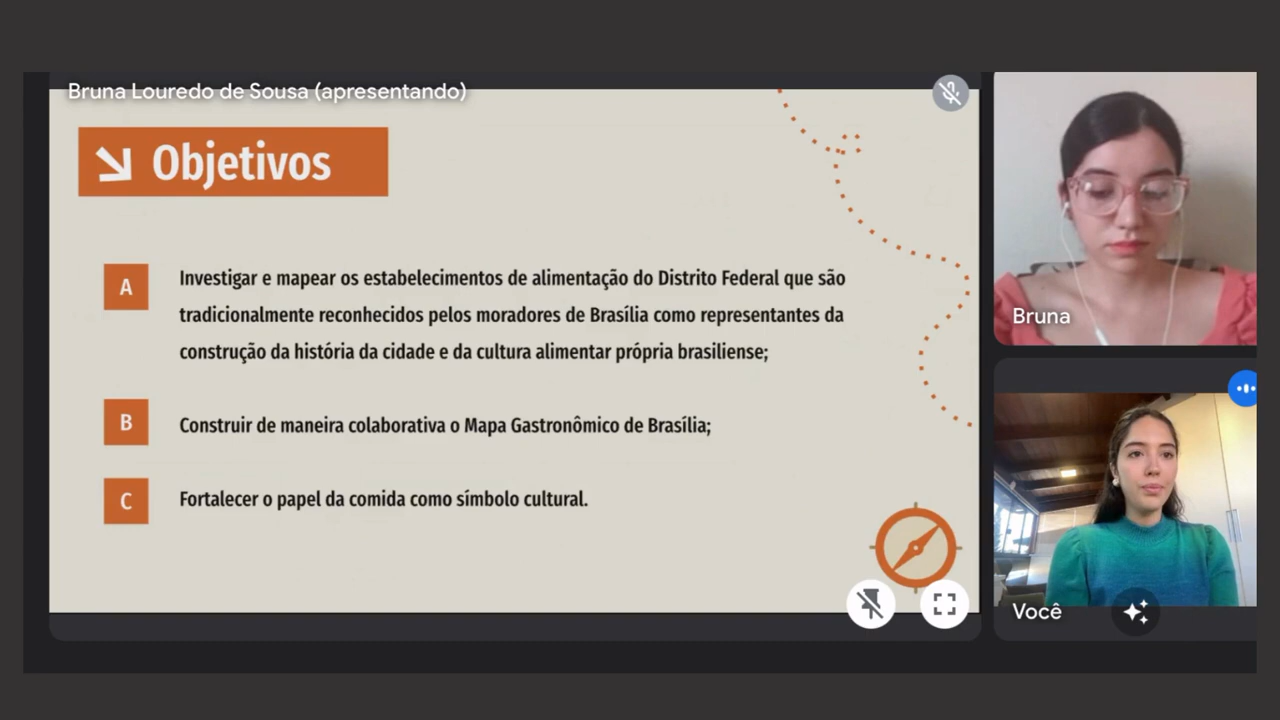 Bruna Louredo de Sousa (apresentando)
Objetivos
A
Investigar e mapear os estabelecimentos de alimentação do Distrito Federal que são
tradicionalmente reconhecidos pelos moradores de Brasília como representantes da
construção da história da cidade e da cultura alimentar própria brasiliense;
B
Construir de maneira colaborativa o Mapa Gastronômico de Brasília;
C
Fortalecer o papel da comida como símbolo cultural.
Bruna
Você